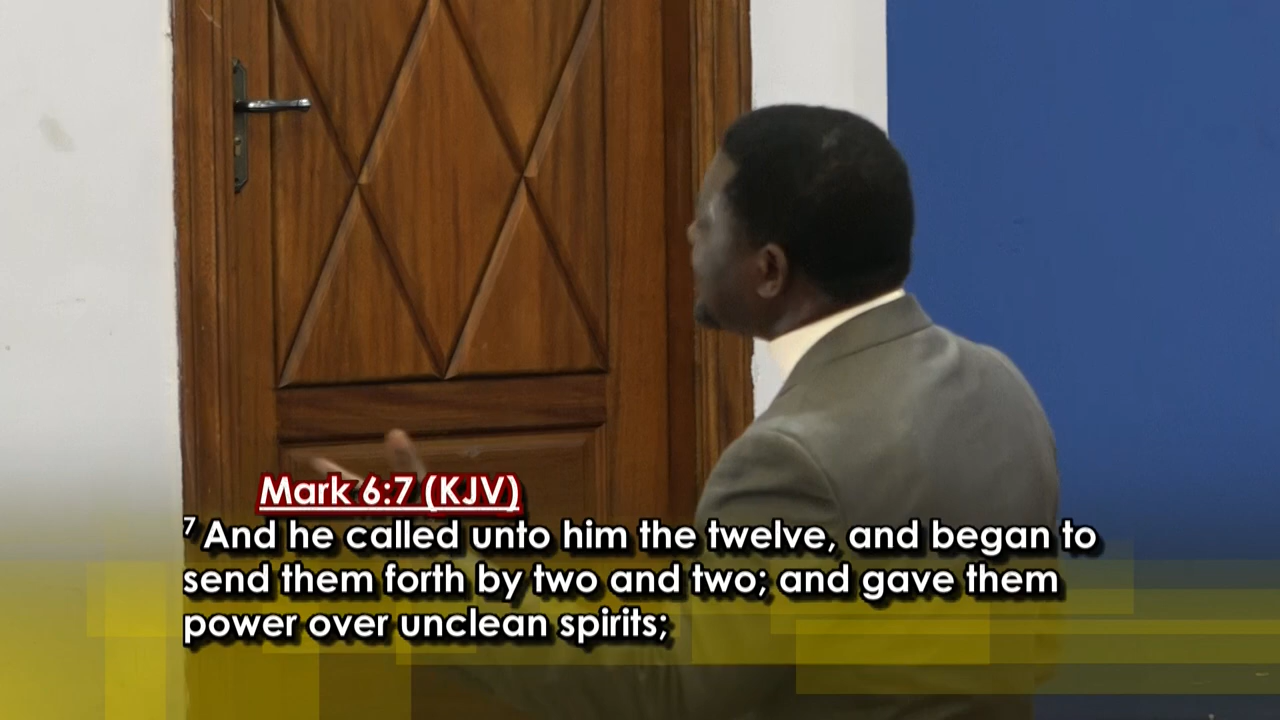 Mark 6:7 (KJV)
7 And he called unto him the twelve, and began to
send them forth by two and two; and gave them
power over unclean spirits;